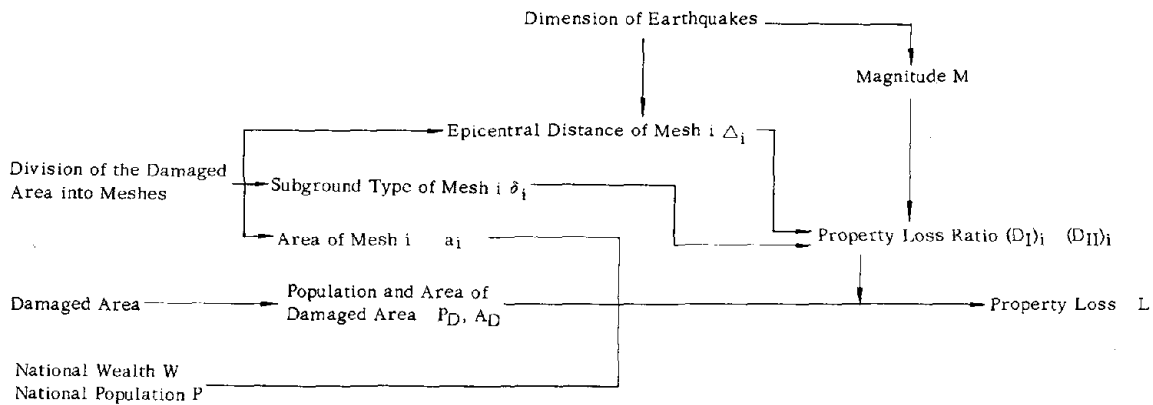 Dimension of Earthquakes
Magnitude M
Epicentral Distance of Mesh i △i
Division of the Damaged
Area into Meshes
Subground Type of Mesh i δi
Area of Mesh i ai
Property Loss Ratio (DI)i (DII)i
Damaged Area
Population and Area of
Damaged Area PD, AD
Property Loss L
National Wealth W
National Population P